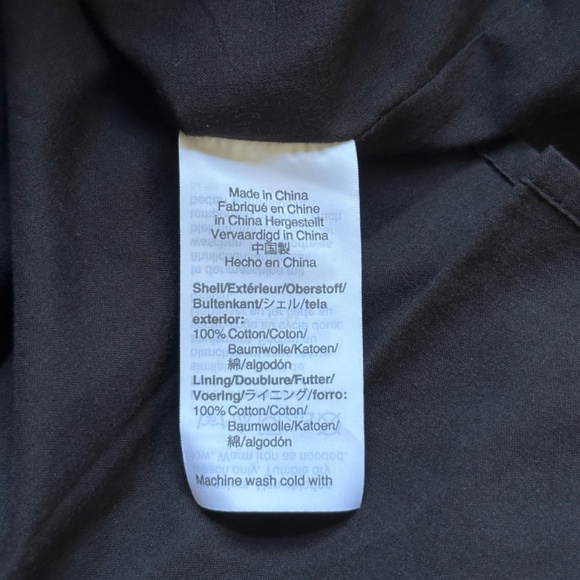 Made in China
Fabriqué en Chine
in China Hergestellt
Vervaardigd in China
中国製
Hecho en China
Shell/Extérieur/Oberstoff/
Buitenkant/シェル/tela
exterior:
100% Cotton/Coton/
Baumwolle/Katoen/
綿/algodón
Lining/Doublure/Futter/
Voering/ライニング/forro:
100% Cotton/Coton/
Baumwolle/Katoen/
綿/algodón
Machine wash cold with